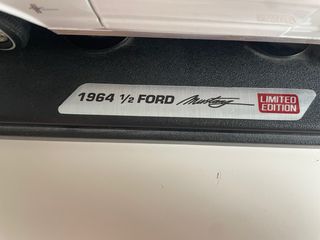 1964 ½ FORD Mustang LIMITED
EDITION